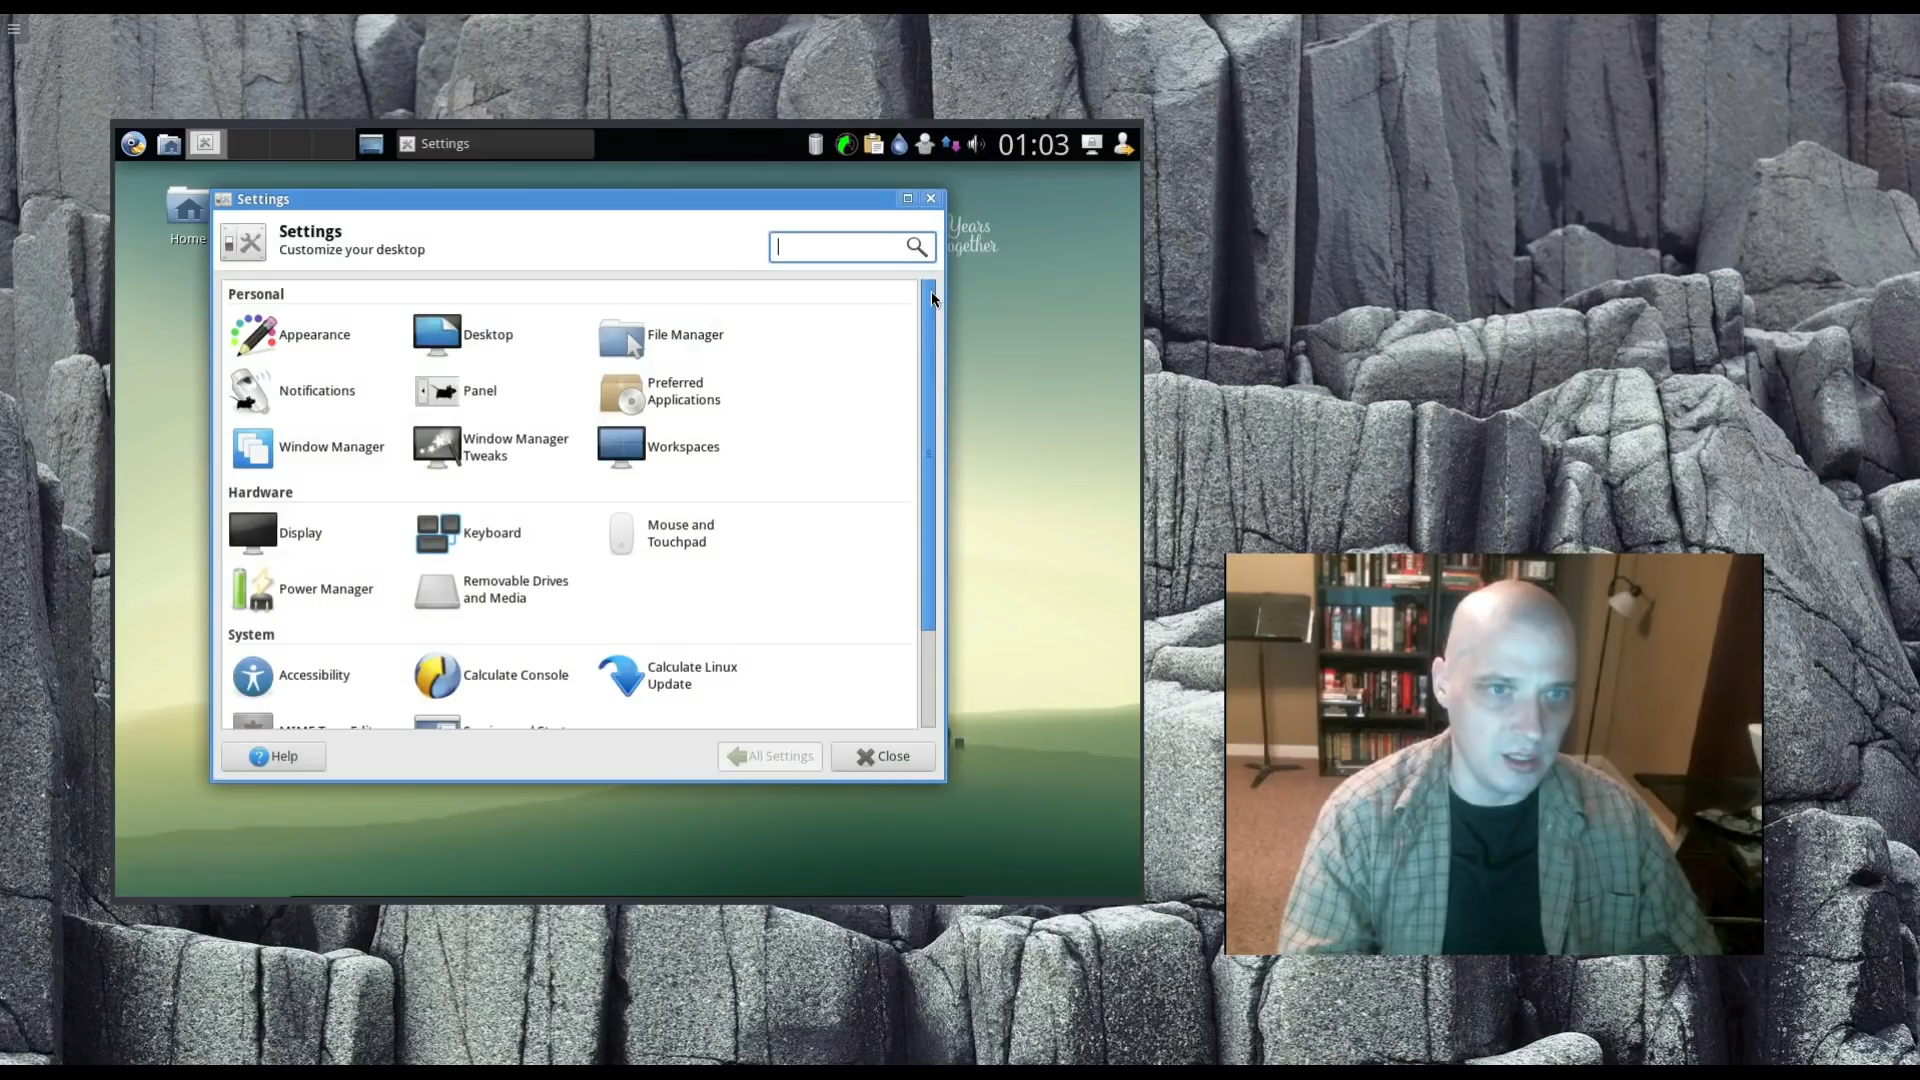 Settings
01:03
Home
Years
ogether
Settings
Settings
Customize your desktop
Personal
Appearance
Desktop
File Manager
Notifications
Panel
Preferred
Applications
Window Manager
Window Manager
Tweaks
Workspaces
Hardware
Display
Keyboard
Mouse and
Touchpad
Power Manager
Removable Drives
and Media
System
Accessibility
Calculate Console
Calculate Linux
Update
Help
All Settings
Close